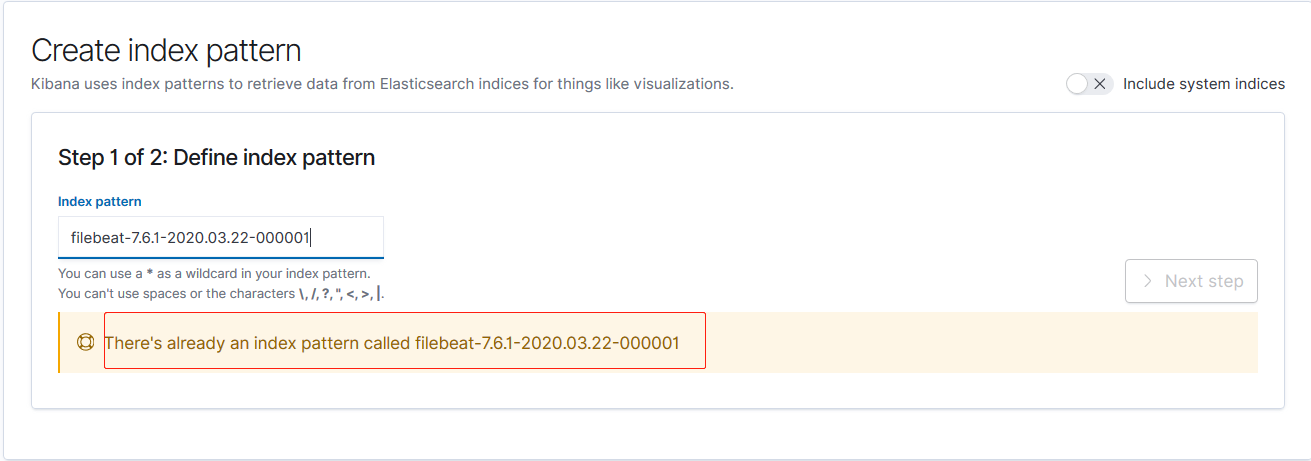 Create index pattern
Kibana uses index patterns to retrieve data from Elasticsearch indices for things like visualizations.
Include system indices
Step 1 of 2: Define index pattern
Index pattern
filebeat-7.6.1-2020.03.22-000001
You can use a * as a wildcard in your index pattern.
You can't use spaces or the characters \, /, ?, ", <, >, |.
Next step
There's already an index pattern called filebeat-7.6.1-2020.03.22-000001